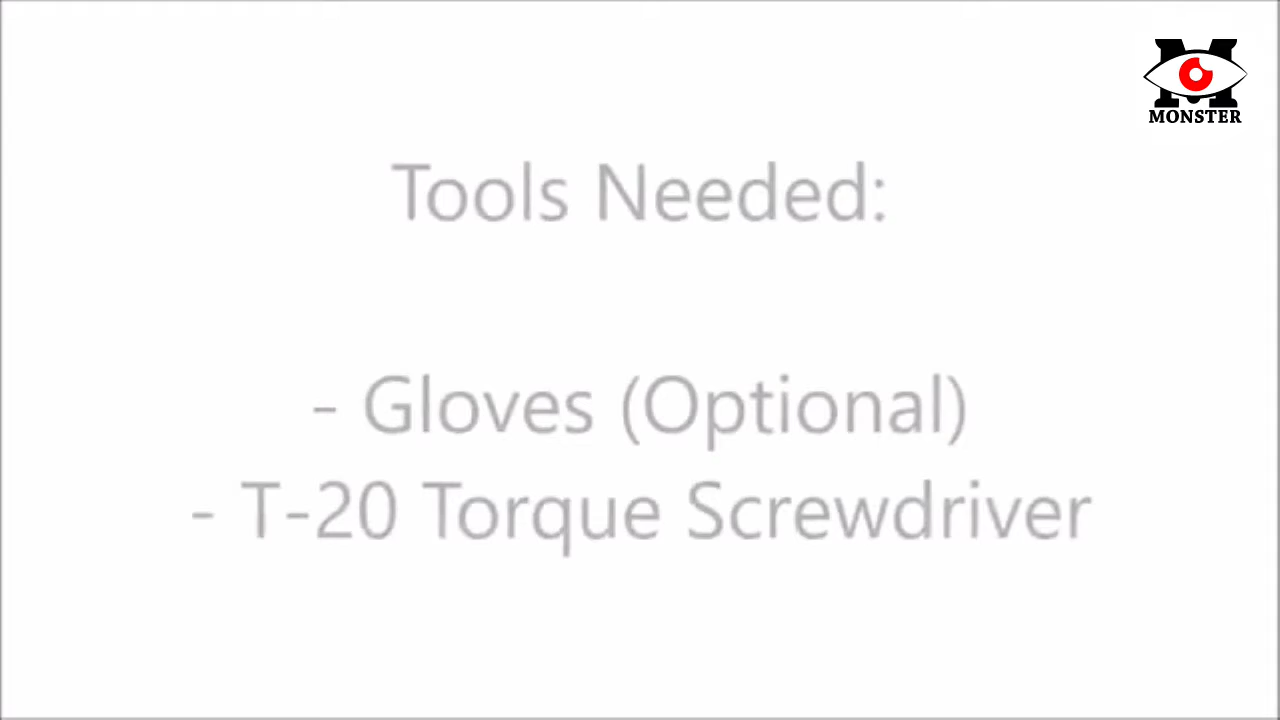 MONSTER
Tools Needed:
- Gloves (Optional)
- T-20 Torque Screwdriver